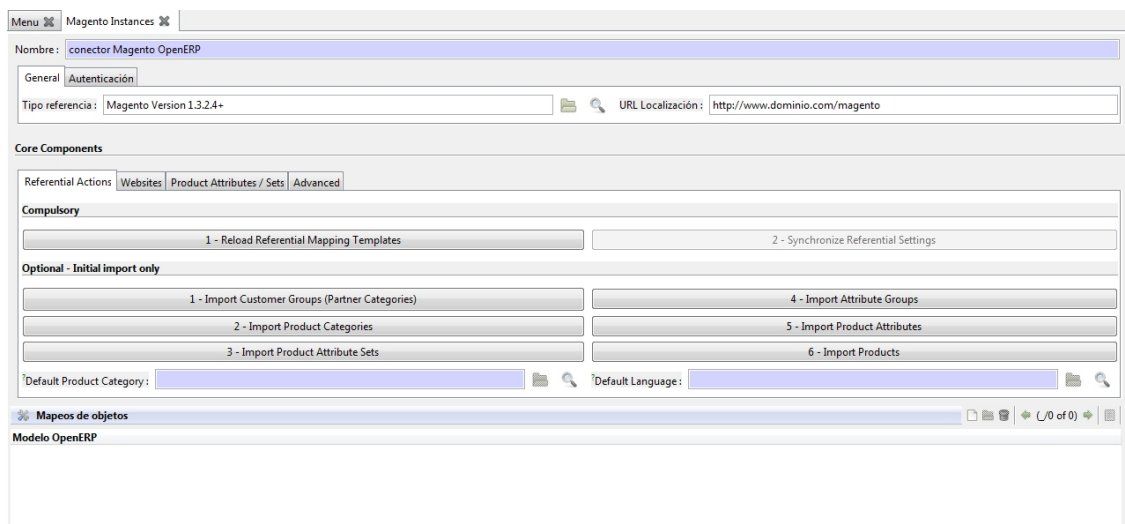 Menu Magento Instances
Nombre : conector Magento OpenERP
General Autenticación
Tipo referencia : Magento Version 1.3.2.4+ URL Localización : http://www.dominio.com/magento
Core Components
Referential Actions Websites Product Attributes / Sets Advanced
Compulsory
1 - Reload Referential Mapping Templates 2 - Synchronize Referential Settings
Optional - Initial import only
1 - Import Customer Groups (Partner Categories) 4 - Import Attribute Groups
2 - Import Product Categories 5 - Import Product Attributes
3 - Import Product Attribute Sets 6 - Import Products
?Default Product Category : ?Default Language :
Mapeos de objetos (_/0 of 0)
Modelo OpenERP